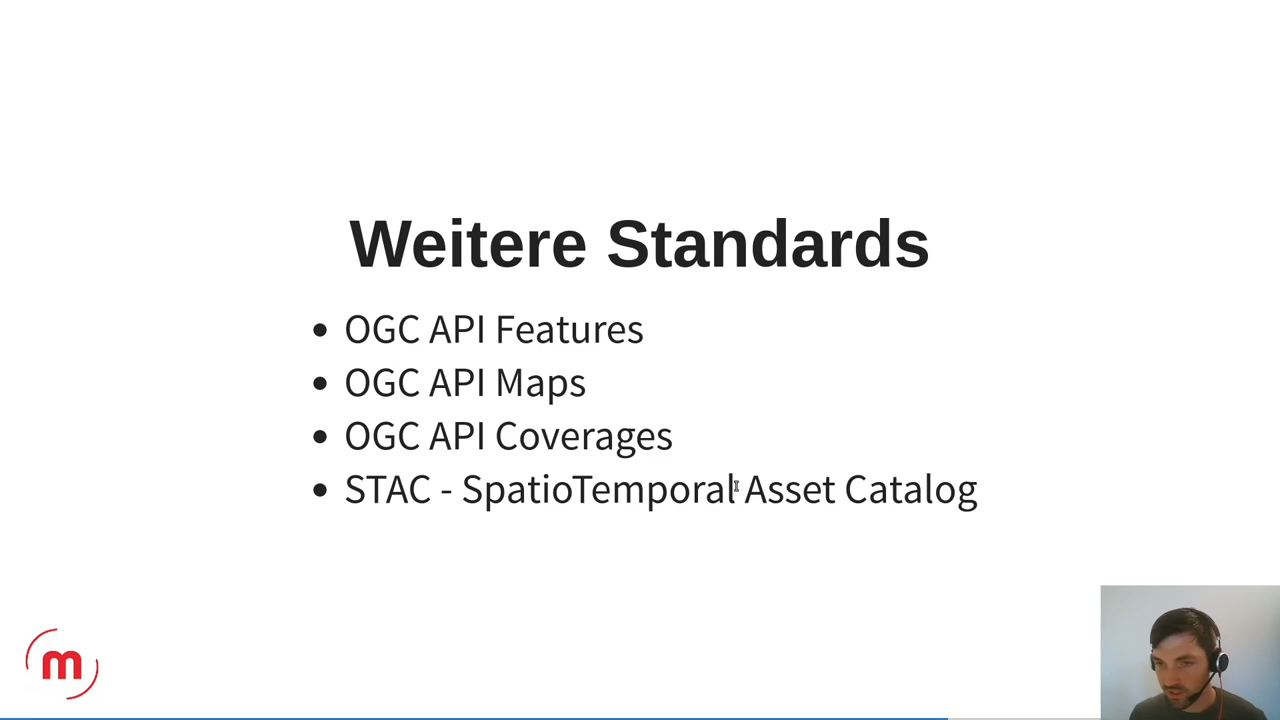 Weitere Standards
• OGC API Features
• OGC API Maps
• OGC API Coverages
• STAC - SpatioTemporal Asset Catalog
m